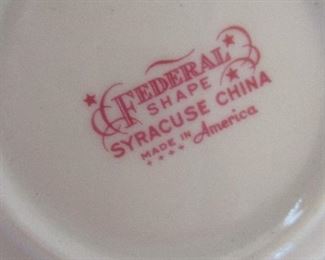 FEDERAL
SHAPE
SYRACUSE CHINA
MADE IN America